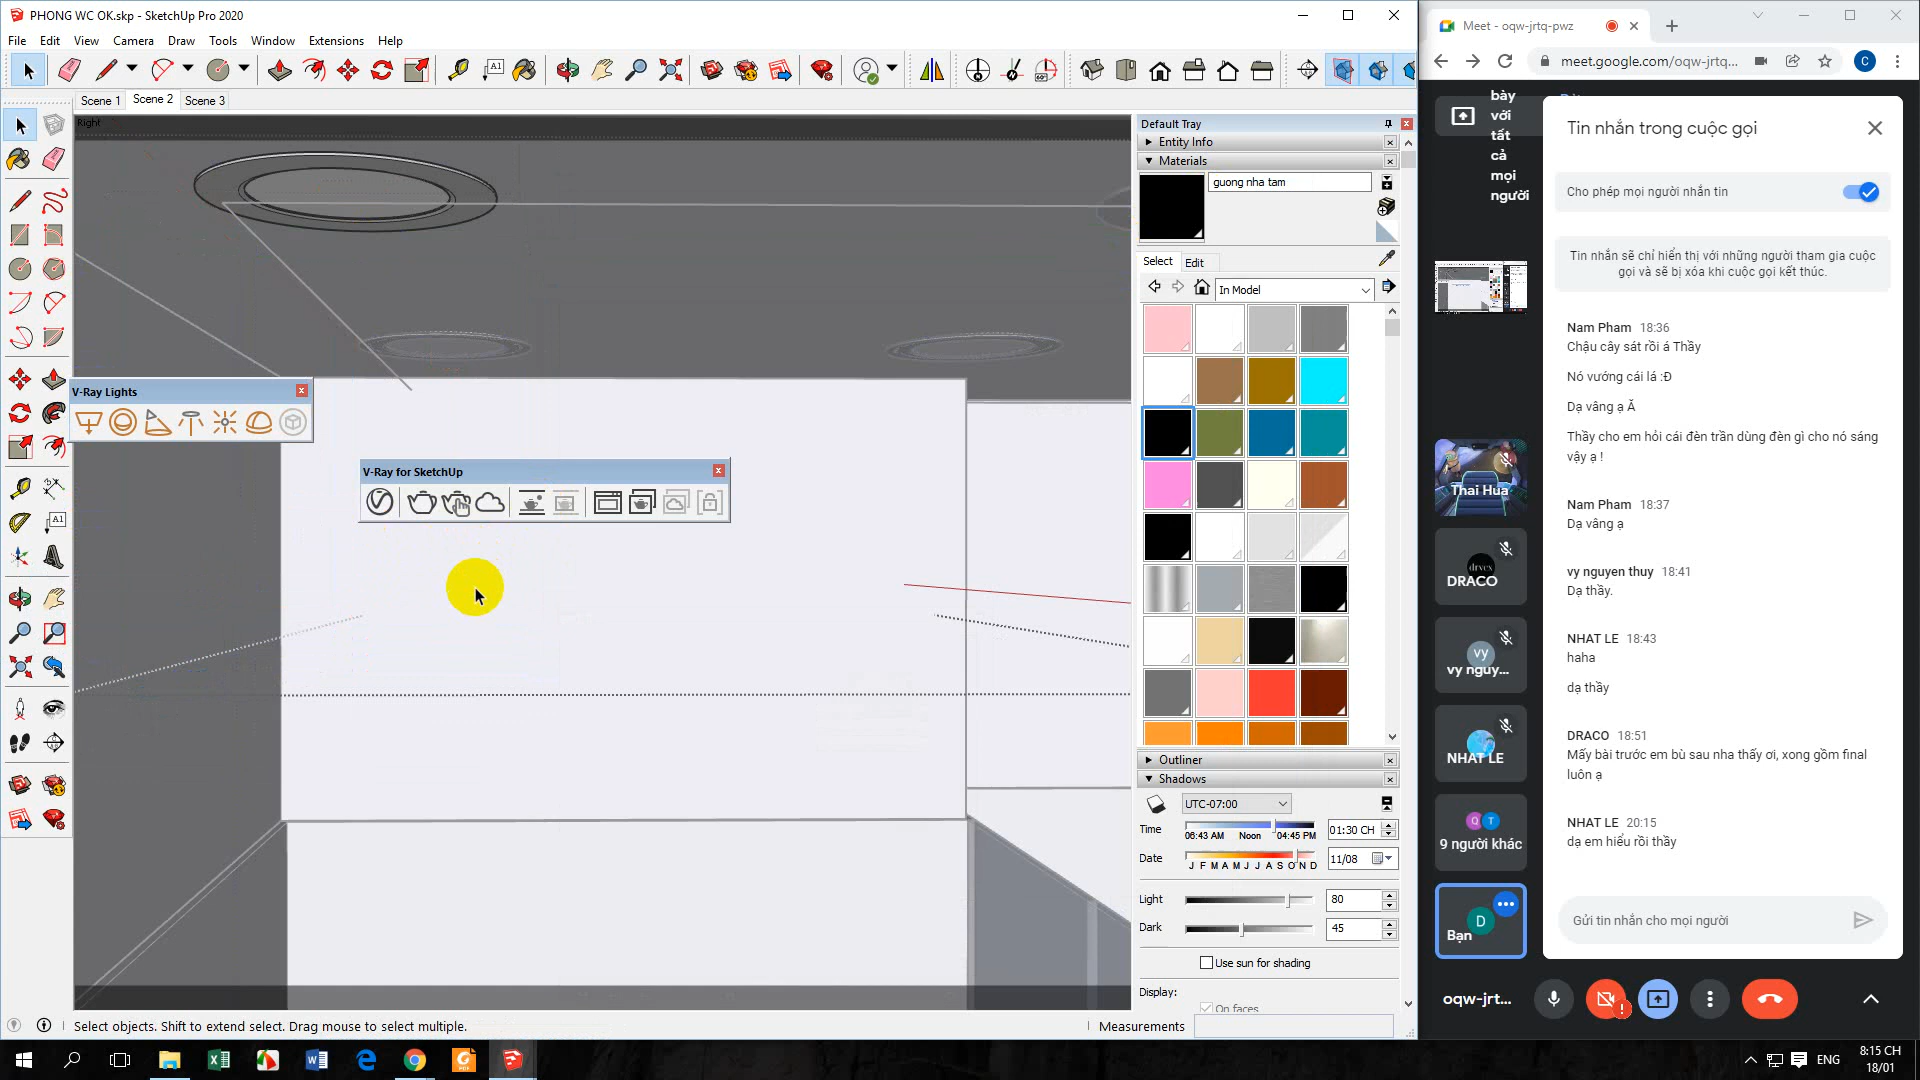 PHONG WC OK.skp - SketchUp Pro 2020
File Edit View Camera Draw Tools Window Extensions Help
Scene 1 Scene 2 Scene 3
Right
V-Ray Lights
V-Ray for SketchUp
Default Tray
Entity Info
Materials
guong nha tam
Select Edit
In Model
Outliner
Shadows
UTC-07:00
Time
06:43 AM Noon 04:45 PM
01:30 CH
Date
J F M A M J J A S O N D
11/08
Light
80
Dark
45
Use sun for shading
Display:
On faces
Select objects. Shift to extend select. Drag mouse to select multiple.
Measurements
Meet - oqw-jrtq-pwz
meet.google.com/oqw-jrtq...
C
bày
với
tất
cả
mọi
người
Thai Hua
drvcx
DRACO
vy
vy nguy...
NHAT LE
Q T
9 người khác
D
Bạn
Tin nhắn trong cuộc gọi
Cho phép mọi người nhắn tin
Tin nhắn sẽ chỉ hiển thị với những người tham gia cuộc
gọi và sẽ bị xóa khi cuộc gọi kết thúc.
Nam Pham 18:36
Chậu cây sát rồi á Thầy
Nó vướng cái lá :Đ
Dạ vâng ạ Ă
Thầy cho em hỏi cái đèn trần dùng đèn gì cho nó sáng
vậy ạ !
Nam Pham 18:37
Dạ vâng ạ
vy nguyen thuy 18:41
Dạ thầy.
NHAT LE 18:43
haha
dạ thầy
DRACO 18:51
Mấy bài trước em bù sau nha thầy ơi, xong gồm final
luôn ạ
NHAT LE 20:15
dạ em hiểu rồi thầy
Gửi tin nhắn cho mọi người
oqw-jrt...
ENG
8:15 CH
18/01